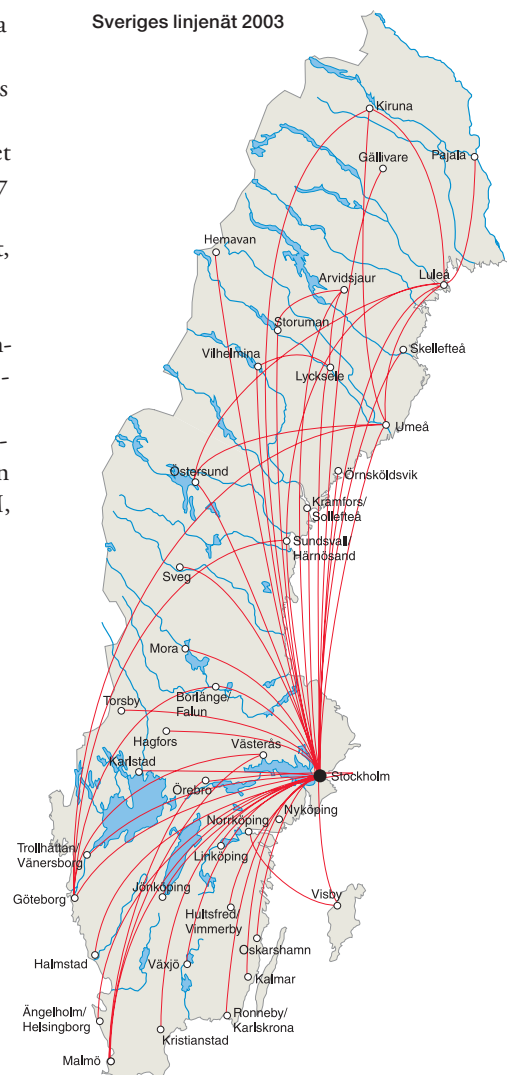 a
s
et
7
t,
-
-
-
n
Sveriges linjenät 2003
Kiruna
Gällivare
Pajala
Hemavan
Arvidsjaur
Luleå
Storuman
Skellefteå
Vilhelmina
Lycksele
Umeå
Östersund
Örnsköldsvik
Kramfors/
Sollefteå
Sundsvall/
Härnösand
Sveg
Mora
Borlänge/
Falun
Torsby
Hagfors
Västerås
Karlstad
Stockholm
Örebro
Nyköping
Norrköping
Trollhättan/
Vänersborg
Linköping
Jönköping
Göteborg
Visby
Hultsfred/
Vimmerby
Oskarshamn
Halmstad
Växjö
Kalmar
Ängelholm/
Helsingborg
Ronneby/
Karlskrona
Kristianstad
Malmö